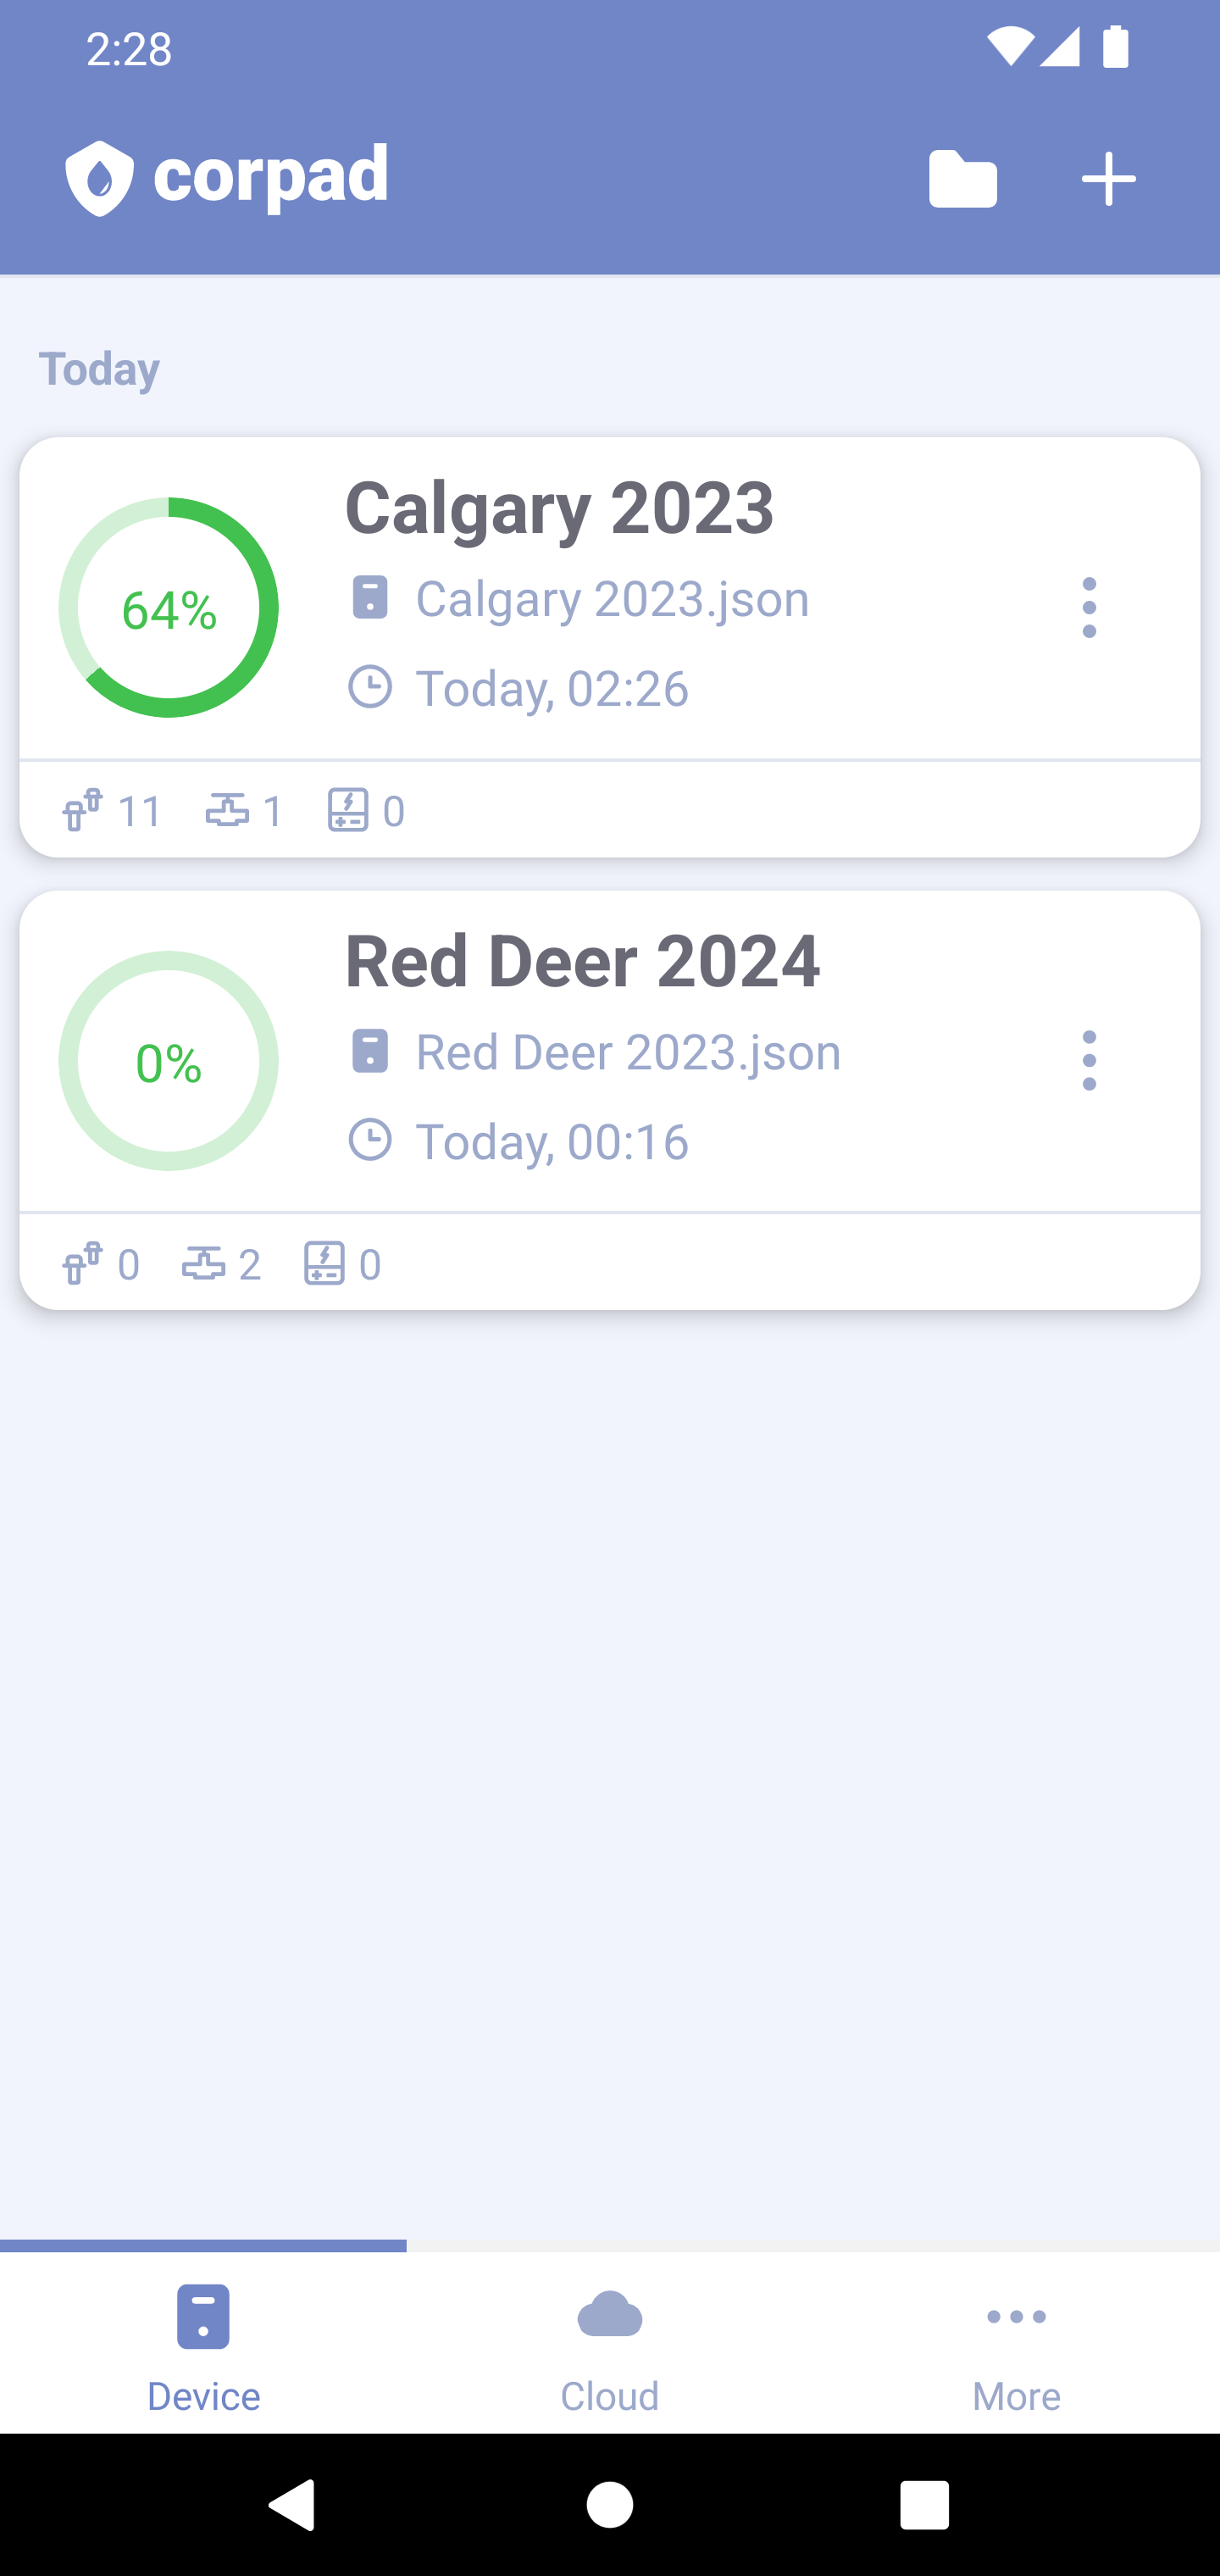 2:28
corpad
Today
Calgary 2023
64%
Calgary 2023.json
Today, 02:26
11 1 0
Red Deer 2024
0%
Red Deer 2023.json
Today, 00:16
0 2 0
Device Cloud More